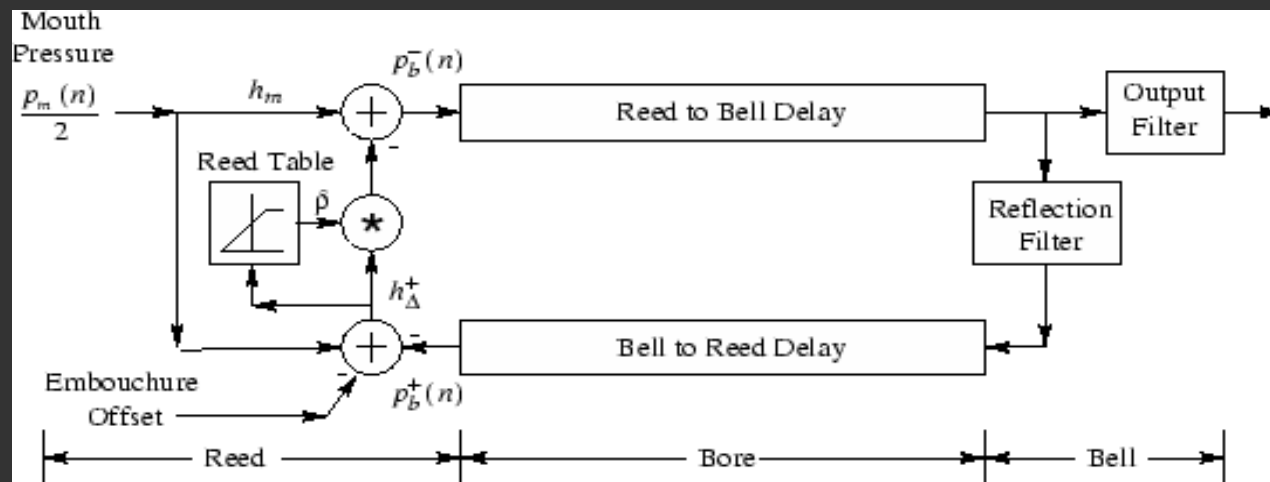 Mouth
Pressure
p_m (n)
2
h_m
p_b^-(n)
Reed to Bell Delay
Output
Filter
Reed Table
ρ̂
*
Reflection
Filter
h_Δ^+
+
-
+
-
-
Bell to Reed Delay
Embouchure
Offset
p_b^+(n)
Reed
Bore
Bell